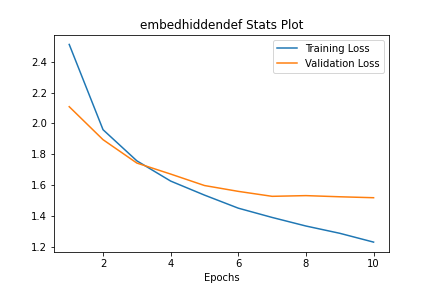 embedhiddendef Stats Plot
Training Loss
Validation Loss
2.4
2.2
2.0
1.8
1.6
1.4
1.2
2 4 6 8 10
Epochs